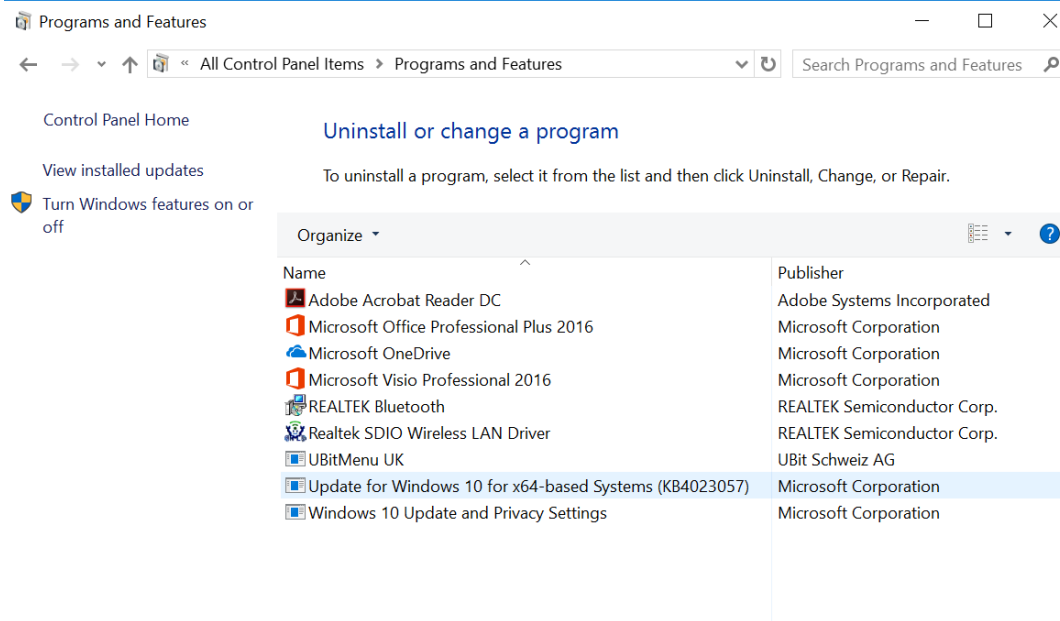 Programs and Features
« All Control Panel Items > Programs and Features
Search Programs and Features
Control Panel Home
View installed updates
Turn Windows features on or
off
Uninstall or change a program
To uninstall a program, select it from the list and then click Uninstall, Change, or Repair.
Organize
?
Name Publisher
Adobe Acrobat Reader DC Adobe Systems Incorporated
Microsoft Office Professional Plus 2016 Microsoft Corporation
Microsoft OneDrive Microsoft Corporation
Microsoft Visio Professional 2016 Microsoft Corporation
REALTEK Bluetooth REALTEK Semiconductor Corp.
Realtek SDIO Wireless LAN Driver REALTEK Semiconductor Corp.
UBitMenu UK UBit Schweiz AG
Update for Windows 10 for x64-based Systems (KB4023057) Microsoft Corporation
Windows 10 Update and Privacy Settings Microsoft Corporation